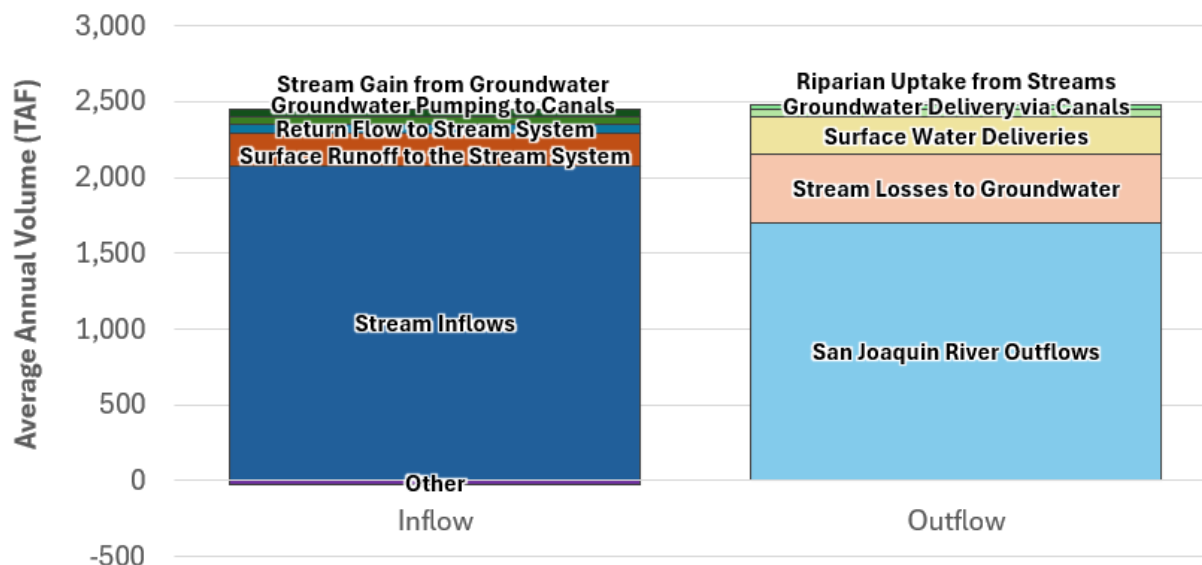 3,000
2,500
2,000
1,500
1,000
500
0
-500
Average Annual Volume (TAF)
Stream Gain from Groundwater
Groundwater Pumping to Canals
Return Flow to Stream System
Surface Runoff to the Stream System
Stream Inflows
Other
Inflow
Riparian Uptake from Streams
Groundwater Delivery via Canals
Surface Water Deliveries
Stream Losses to Groundwater
San Joaquin River Outflows
Outflow